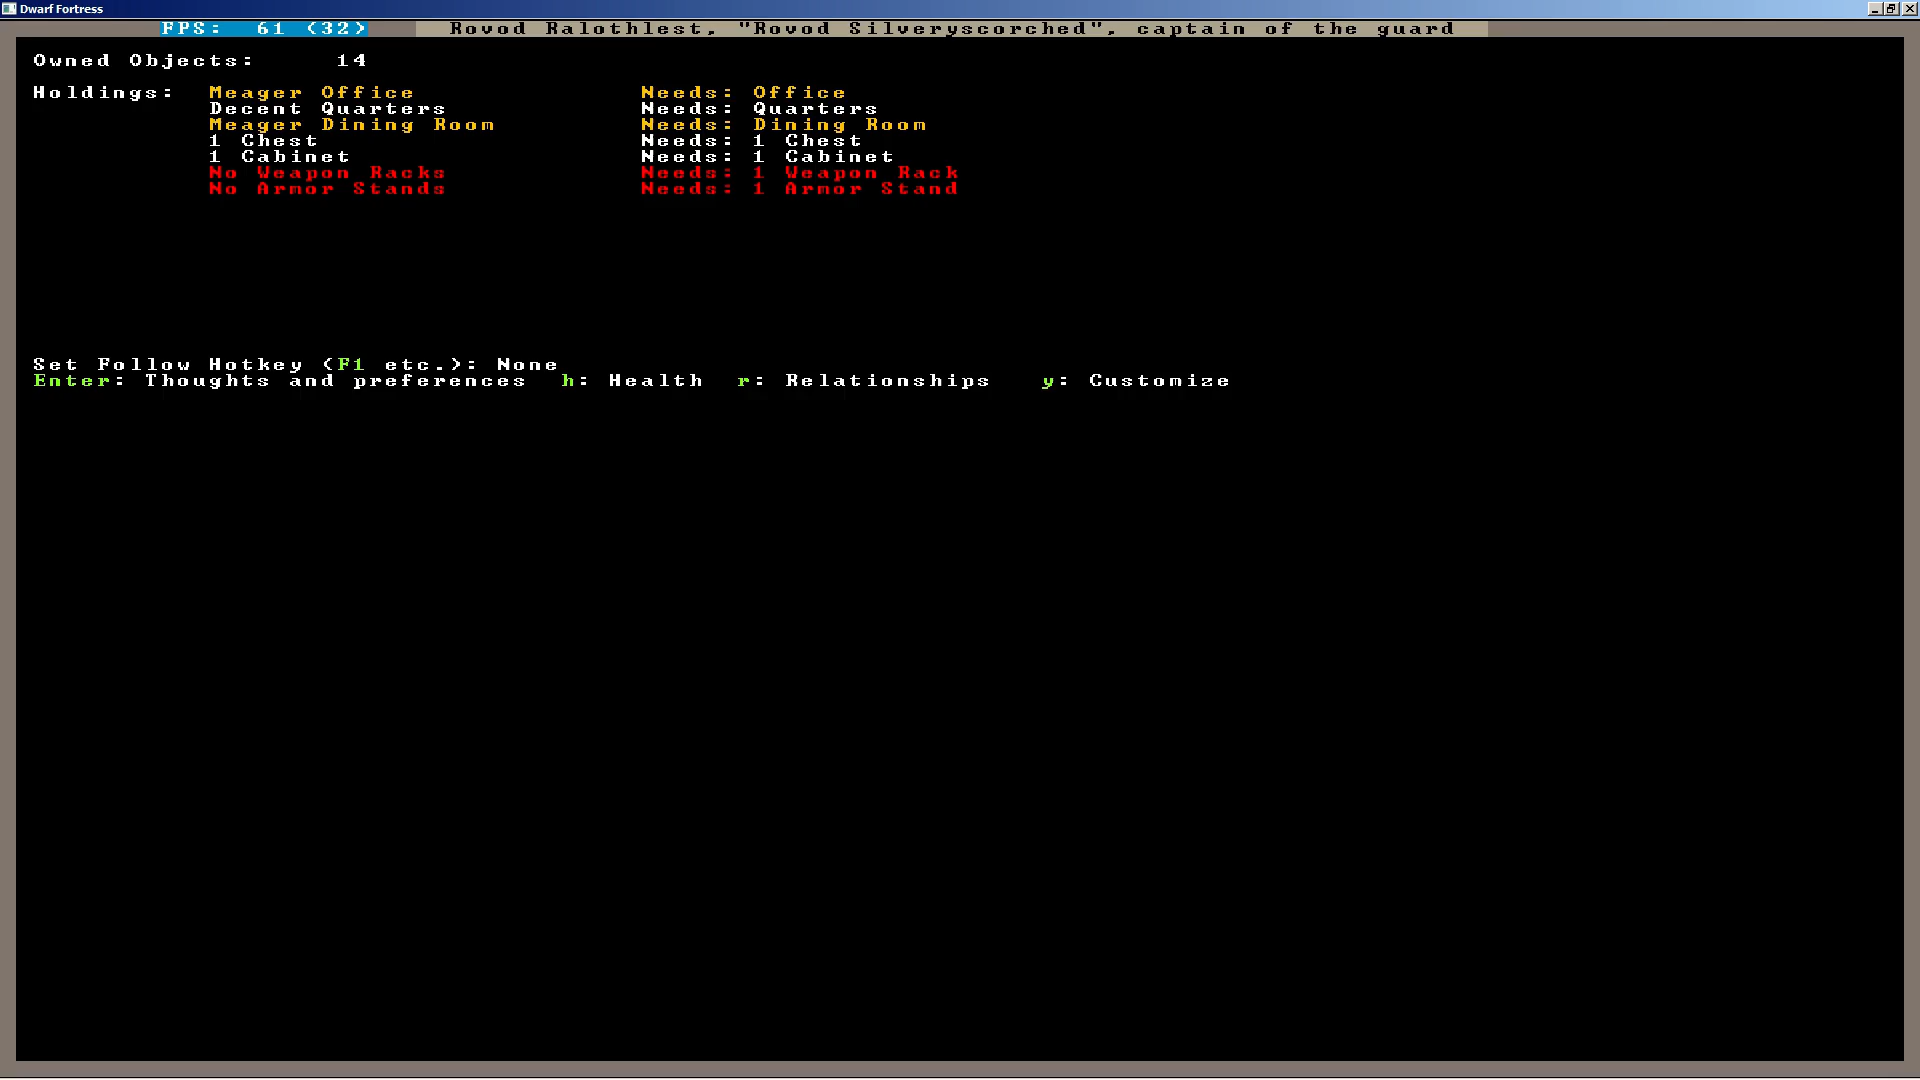 Dwarf Fortress
FPS: 61 (32) Rovod Ralothlest, "Rovod Silveryscorched", captain of the guard
Owned Objects: 14
Holdings: Meager Office Needs: Office
Decent Quarters Needs: Quarters
Meager Dining Room Needs: Dining Room
1 Chest Needs: 1 Chest
1 Cabinet Needs: 1 Cabinet
No Weapon Racks Needs: 1 Weapon Rack
No Armor Stands Needs: 1 Armor Stand
Set Follow Hotkey (F1 etc.): None
Enter: Thoughts and preferences h: Health r: Relationships y: Customize